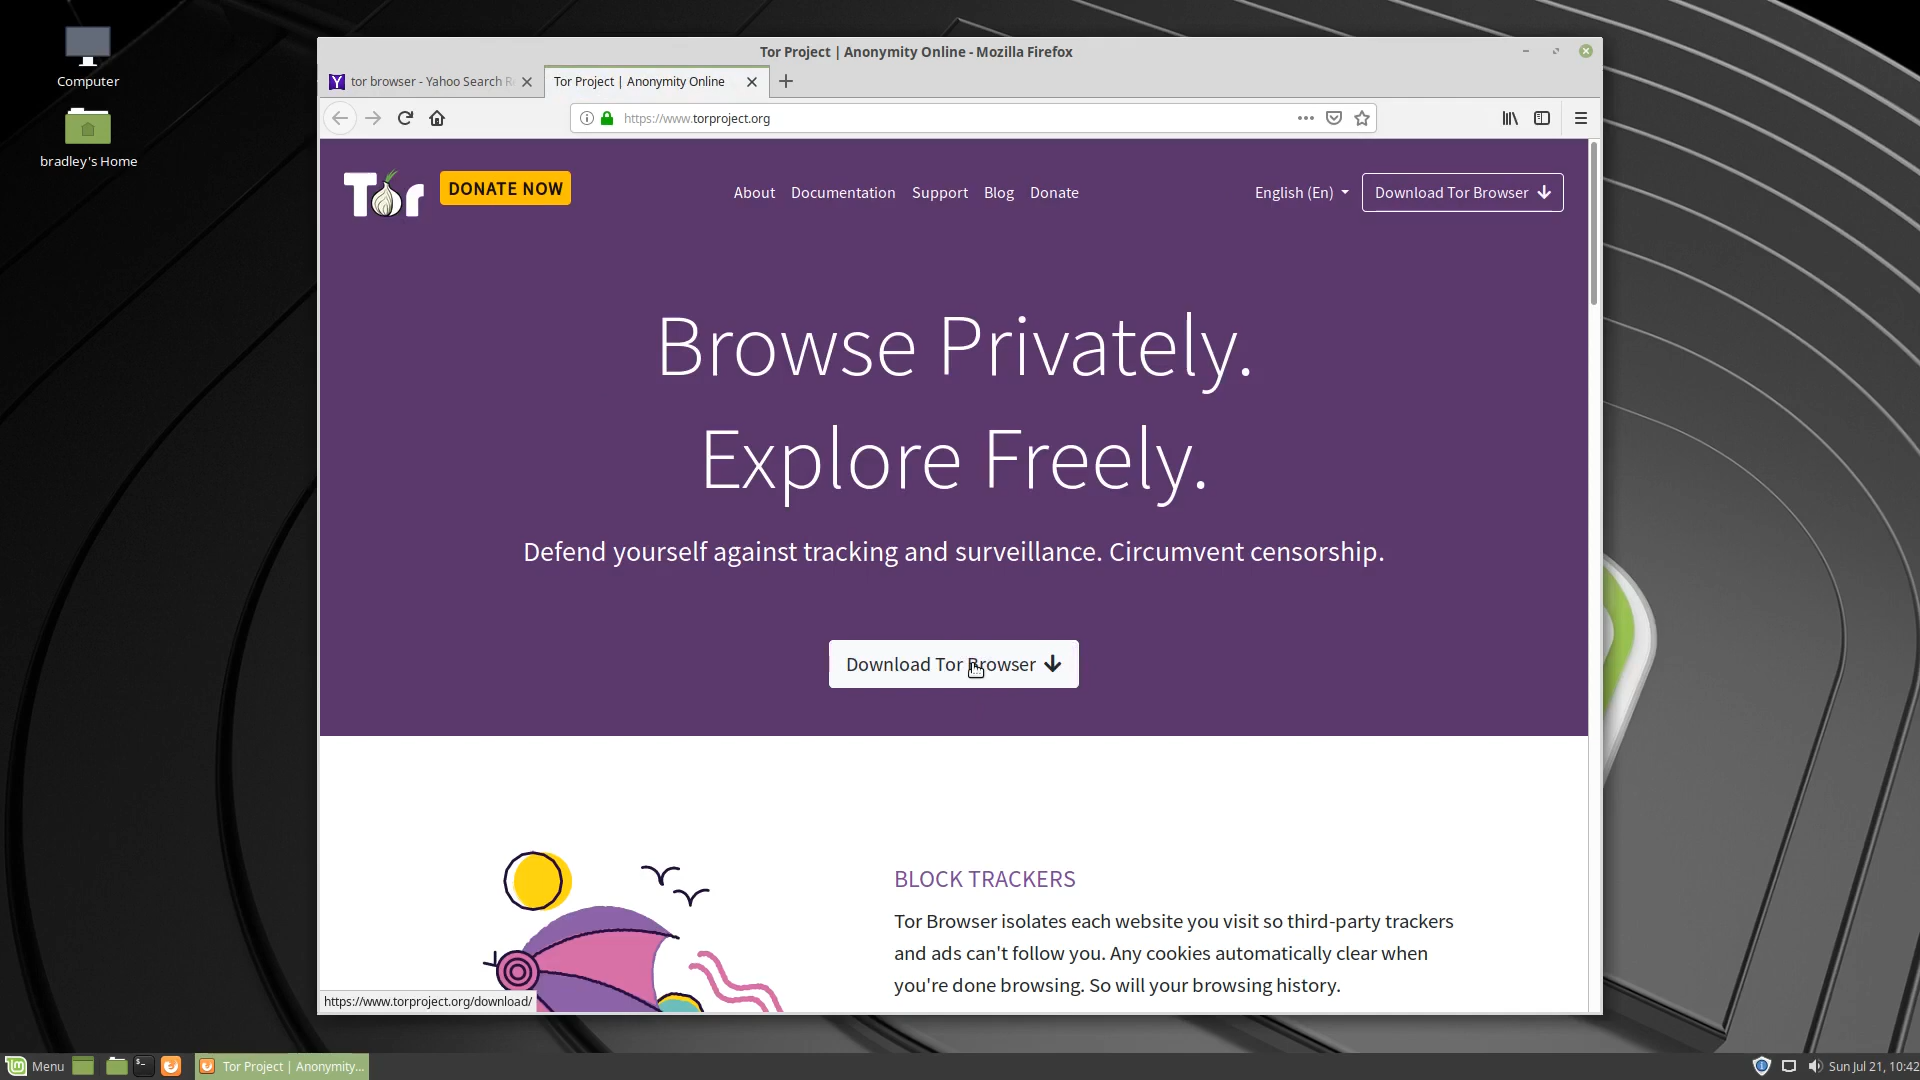 Computer
bradley's Home
Tor Project | Anonymity Online - Mozilla Firefox
tor browser - Yahoo Search R
Tor Project | Anonymity Online
https://www.torproject.org
Tor
DONATE NOW
About
Documentation
Support
Blog
Donate
English (En)
Download Tor Browser
Browse Privately.
Explore Freely.
Defend yourself against tracking and surveillance. Circumvent censorship.
Download Tor Browser
BLOCK TRACKERS
Tor Browser isolates each website you visit so third-party trackers
and ads can't follow you. Any cookies automatically clear when
you're done browsing. So will your browsing history.
https://www.torproject.org/download/
Menu
Tor Project | Anonymity...
Sun Jul 21, 10:42